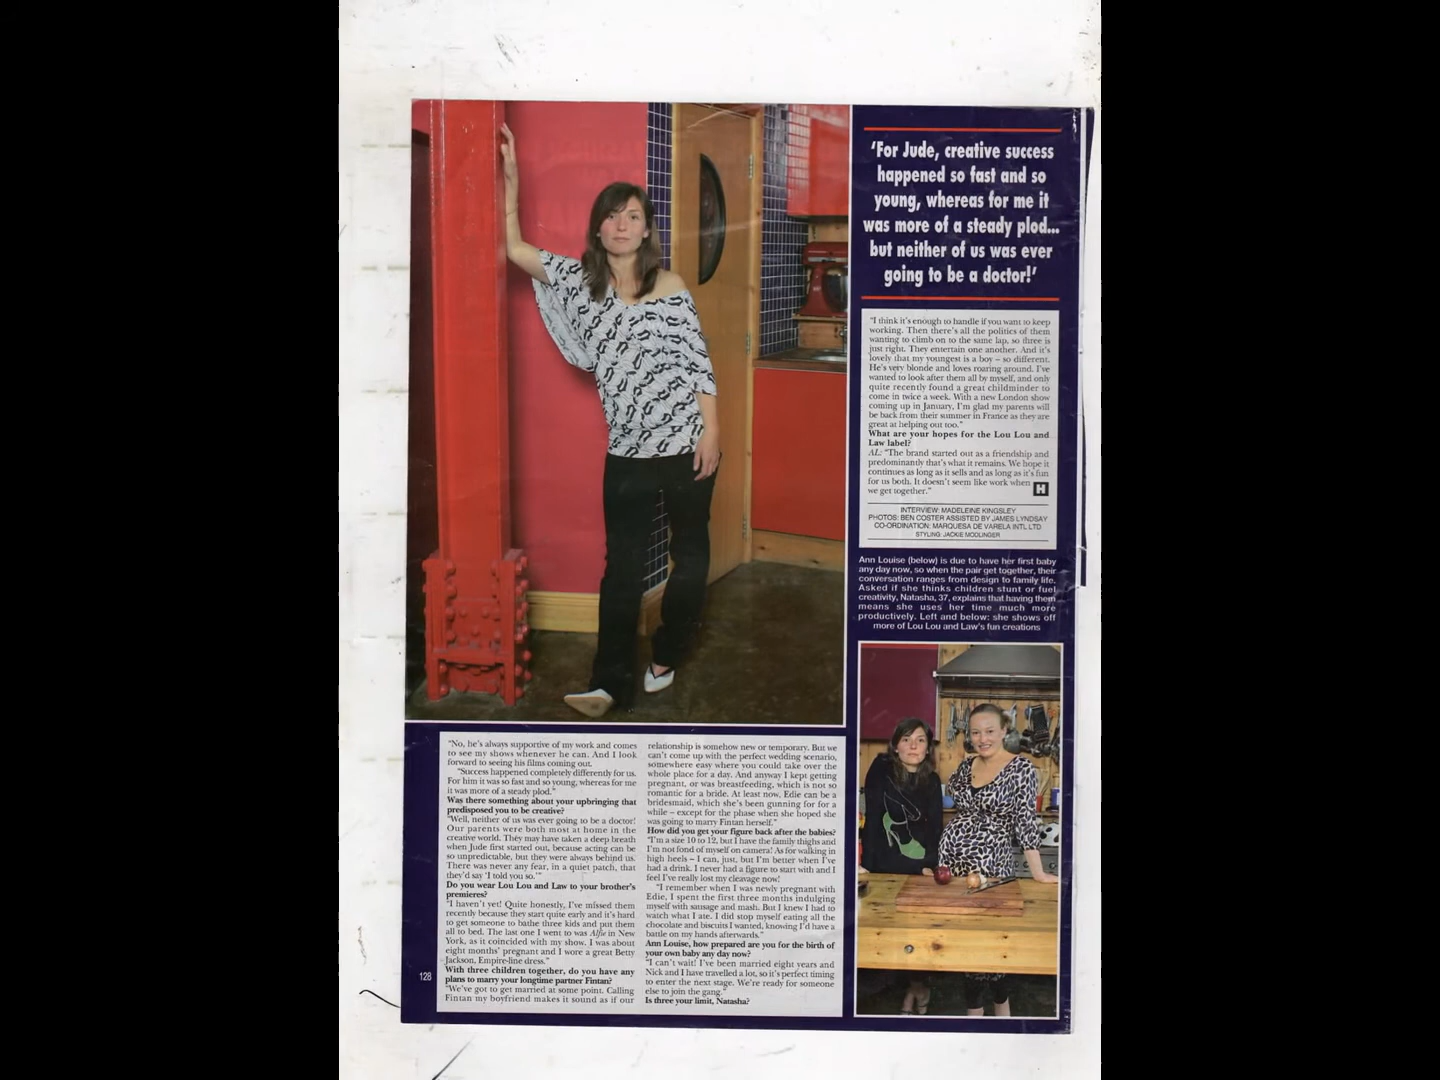 'For Jude, creative success
happened so fast and so
young, whereas for me it
was more of a steady plod...
but neither of us was ever
going to be a doctor!'
"I think it's enough to handle if you want to keep
working. Then there's all the politics of them
wanting to climb on to the same lap, so three is
just right. They entertain one another. And it's
lovely that my youngest is a boy – so different.
He's very blonde and loves roaring around. I've
wanted to look after them all by myself, and only
quite recently found a great childminder to
come in twice a week. With a new London show
coming up in January, I'm glad my parents will
be back from their summer in France as they are
great at helping out too."
What are your hopes for the Lou Lou and
Law label?
AL: "The brand started out as a friendship and
predominantly that's what it remains. We hope it
continues as long as it sells and as long as it's fun
for us both. It doesn't seem like work when
we get together." H
INTERVIEW: MADELEINE KINGSLEY
PHOTOS: BEN COSTER ASSISTED BY JAMES LYNDSAY
CO-ORDINATION: MARQUESA DE VARELA INTL LTD
STYLING: JACKIE MODLINGER
Ann Louise (below) is due to have her first baby
any day now, so when the pair get together, their
conversation ranges from design to family life.
Asked if she thinks children stunt or fuel
creativity, Natasha, 37, explains that having them
means she uses her time much more
productively. Left and below: she shows off
more of Lou Lou and Law's fun creations
"No, he's always supportive of my work and comes
to see my shows whenever he can. And I look
forward to seeing his films coming out.
"Success happened completely differently for us.
For him it was so fast and so young, whereas for me
it was more of a steady plod."
Was there something about your upbringing that
predisposed you to be creative?
"Well, neither of us was ever going to be a doctor!
Our parents were both most at home in the
creative world. They may have taken a deep breath
when Jude first started out, because acting can be
so unpredictable, but they were always behind us.
There was never any fear, in a quiet patch, that
they'd say 'I told you so.'"
Do you wear Lou Lou and Law to your brother's
premieres?
"I haven't yet! Quite honestly, I've missed them
recently because they start quite early and it's hard
to get someone to bathe three kids and put them
all to bed. The last one I went to was Alfie in New
York, as it coincided with my show. I was about
eight months' pregnant and I wore a great Betty
Jackson, Empire-line dress."
With three children together, do you have any
plans to marry your longtime partner Fintan?
"We've got to get married at some point. Calling
Fintan my boyfriend makes it sound as if our
relationship is somehow new or temporary. But we
can't come up with the perfect wedding scenario,
somewhere easy where you could take over the
whole place for a day. And anyway I kept getting
pregnant, or was breastfeeding, which is not so
romantic for a bride. At least now, Edie can be a
bridesmaid, which she's been gunning for for a
while – except for the phase when she hoped she
was going to marry Fintan herself."
How did you get your figure back after the babies?
"I'm a size 10 to 12, but I have the family thighs and
I'm not fond of myself on camera! As for walking in
high heels – I can, just, but I'm better when I've
had a drink. I never had a figure to start with and I
feel I've really lost my cleavage now!
"I remember when I was newly pregnant with
Edie, I spent the first three months indulging
myself with sausage and mash. But I knew I had to
watch what I ate. I did stop myself eating all the
chocolate and biscuits I wanted, knowing I'd have a
battle on my hands afterwards."
Ann Louise, how prepared are you for the birth of
your own baby any day now?
"I can't wait! I've been married eight years and
Nick and I have travelled a lot, so it's perfect timing
to enter the next stage. We're ready for someone
else to join the gang."
Is three your limit, Natasha?
128